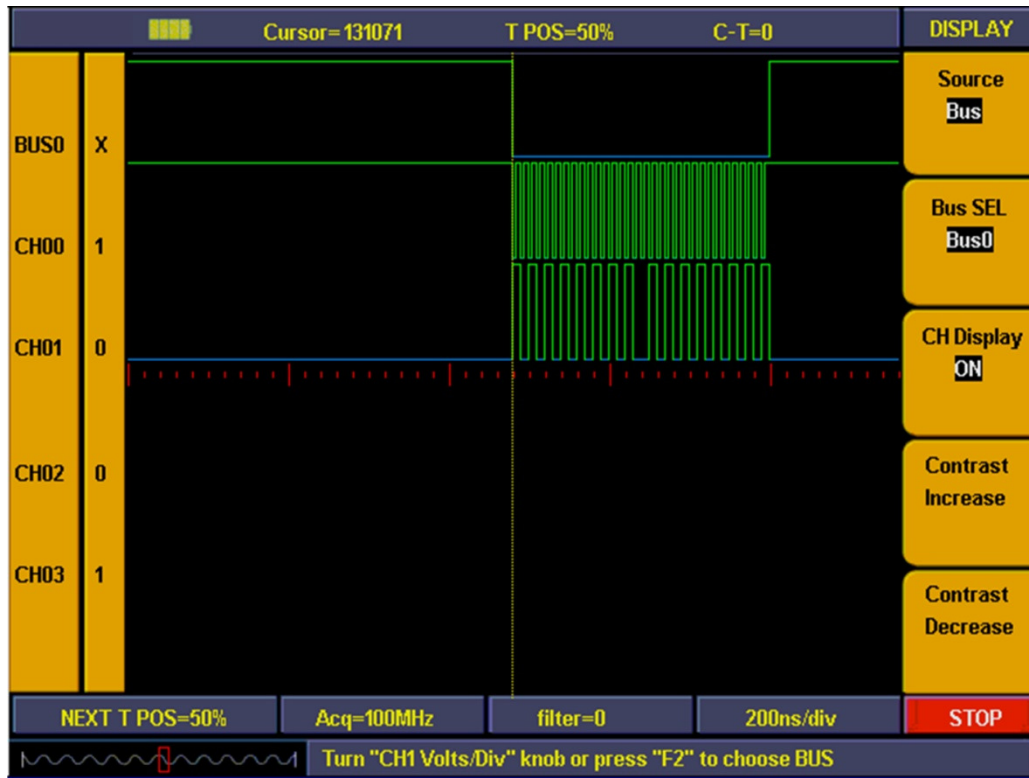 Cursor=131071 T POS=50% C-T=0 DISPLAY
Source
Bus
BUS0 X
Bus SEL
Bus0
CH00 1
CH Display
ON
CH01 0
Contrast
Increase
CH02 0
CH03 1
Contrast
Decrease
NEXT T POS=50% Acq=100MHz filter=0 200ns/div STOP
Turn "CH1 Volts/Div" knob or press "F2" to choose BUS